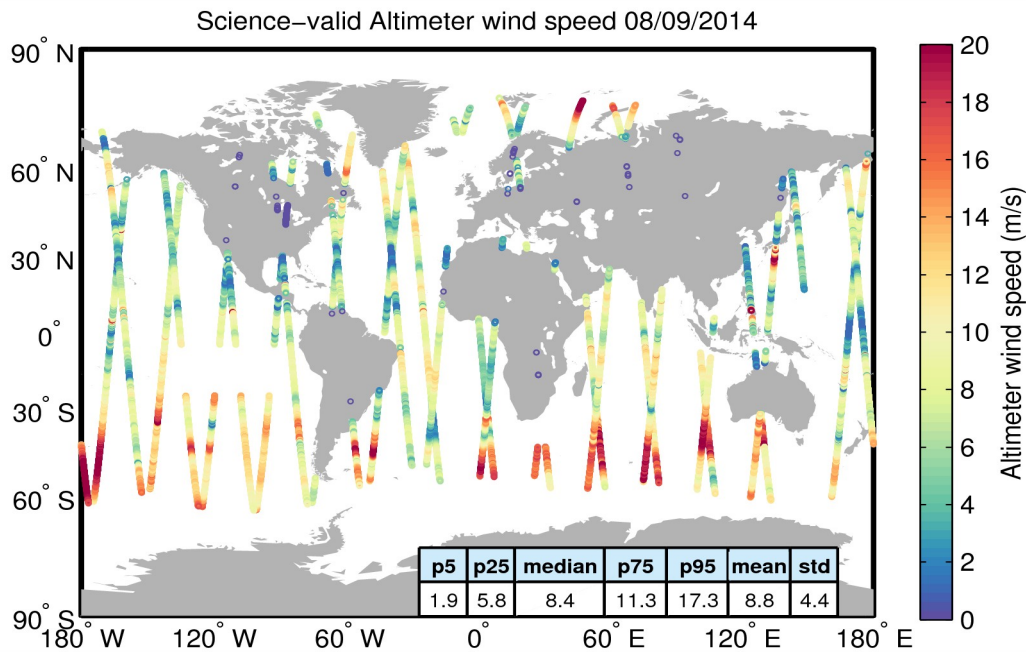 Science−valid Altimeter wind speed 08/09/2014
90° N
60° N
30° N
0°
30° S
60° S
90° S
180° W
120° W
60° W
0°
60° E
120° E
180° E
p5 p25 median p75 p95 mean std
1.9 5.8 8.4 11.3 17.3 8.8 4.4
20
18
16
14
12
10
8
6
4
2
0
Altimeter wind speed (m/s)